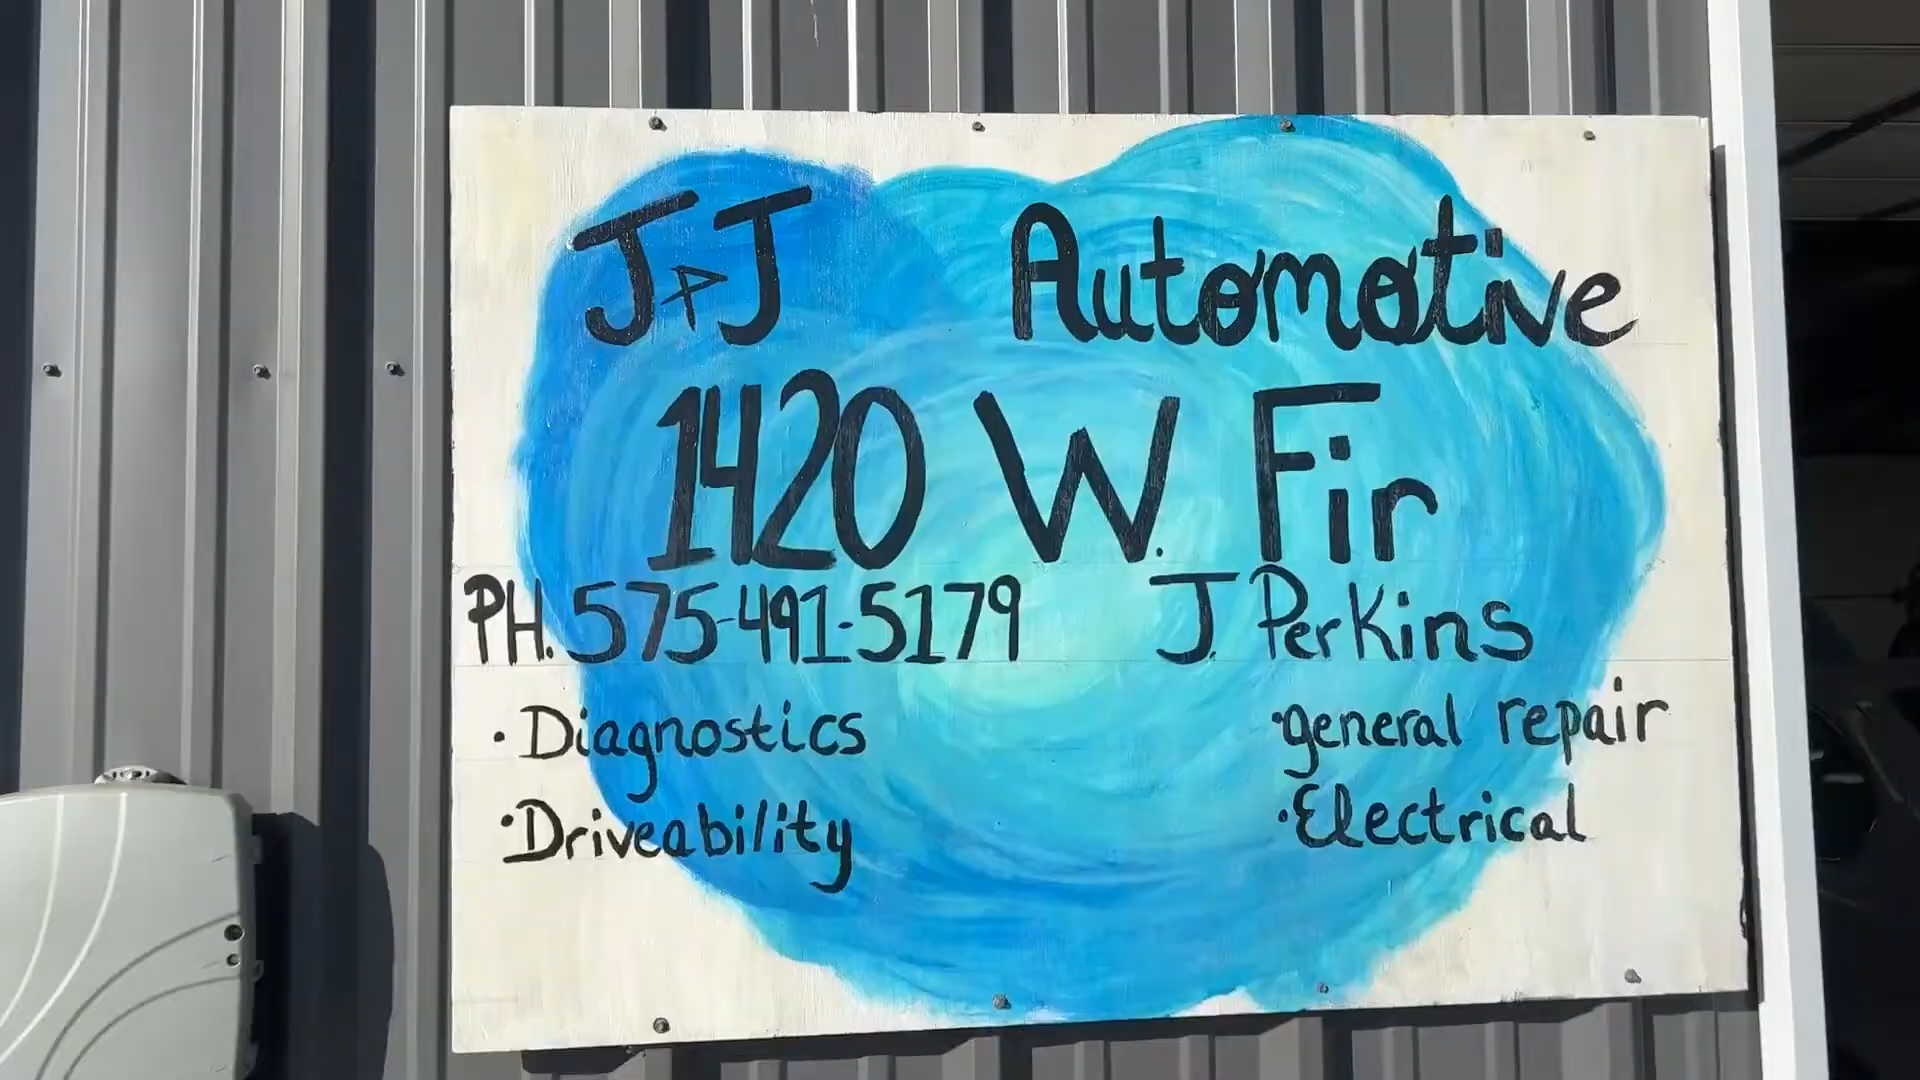 J&J Automotive
1420 W. Fir
PH. 575-491-5179 J. Perkins
· Diagnostics ·general repair
·Driveability ·Electrical